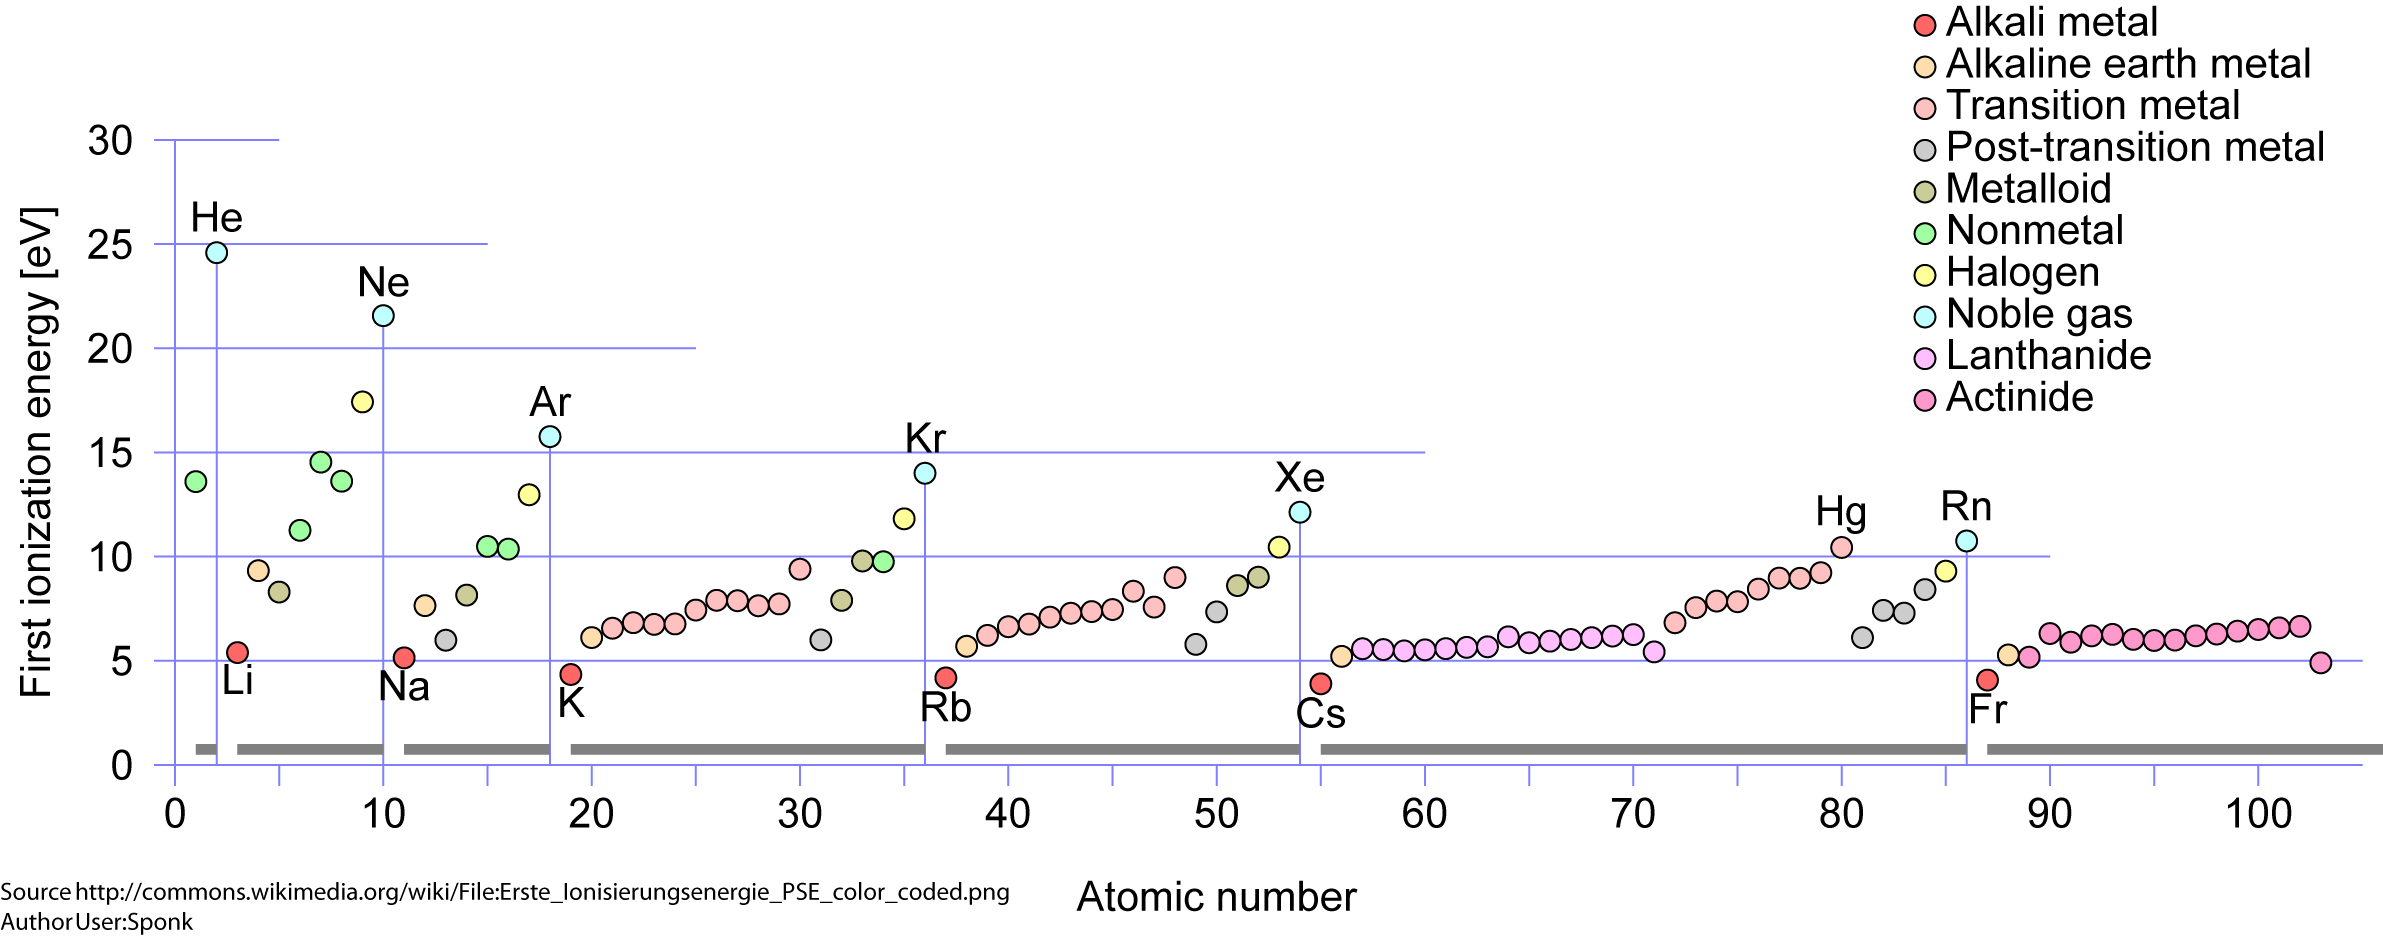 Alkali metal
Alkaline earth metal
Transition metal
Post-transition metal
Metalloid
Nonmetal
Halogen
Noble gas
Lanthanide
Actinide
First ionization energy [eV]
30
25
20
15
10
5
0
He
Ne
Ar
Kr
Xe
Hg
Rn
Li
Na
K
Rb
Cs
Fr
0 10 20 30 40 50 60 70 80 90 100
Atomic number
Source http://commons.wikimedia.org/wiki/File:Erste_Ionisierungsenergie_PSE_color_coded.png
Author User:Sponk